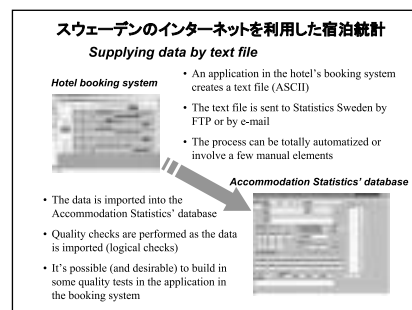 スウェーデンのインターネットを利用した宿泊統計
Supplying data by text file
Hotel booking system
• An application in the hotel's booking system
creates a text file (ASCII)
• The text file is sent to Statistics Sweden by
FTP or by e-mail
• The process can be totally automatized or
involve a few manual elements
Accommodation Statistics' database
• The data is imported into the
Accommodation Statistics' database
• Quality checks are performed as the data
is imported (logical checks)
• It's possible (and desirable) to build in
some quality tests in the application in
the booking system